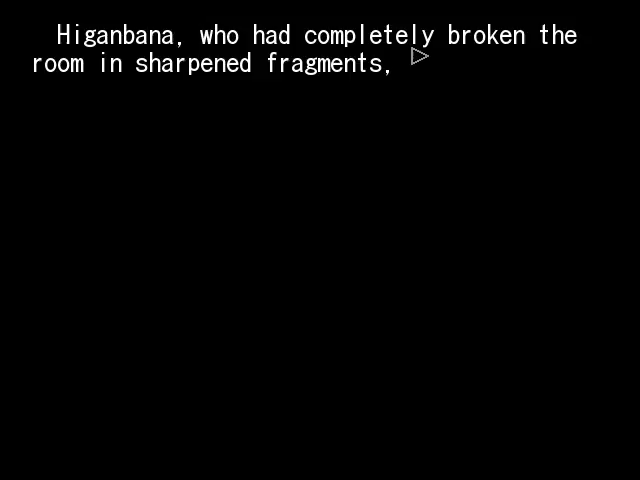 Higanbana, who had completely broken the
room in sharpened fragments,